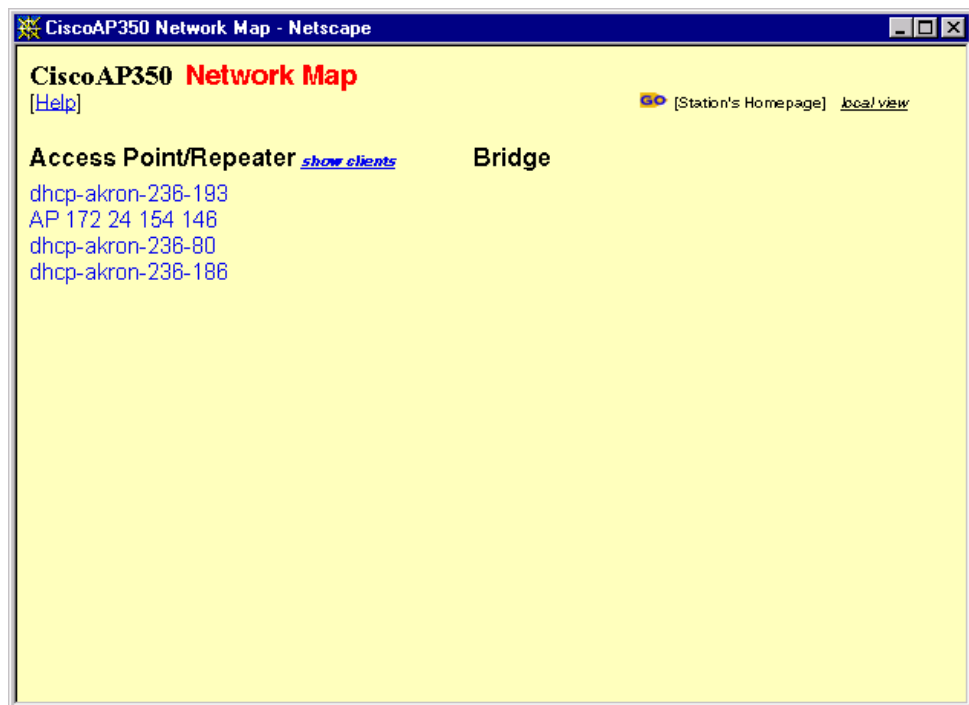 CiscoAP350 Network Map - Netscape
CiscoAP350 Network Map
[Help]
GO [Station's Homepage] local view
Access Point/Repeater show clients Bridge
dhcp-akron-236-193
AP 172 24 154 146
dhcp-akron-236-80
dhcp-akron-236-186